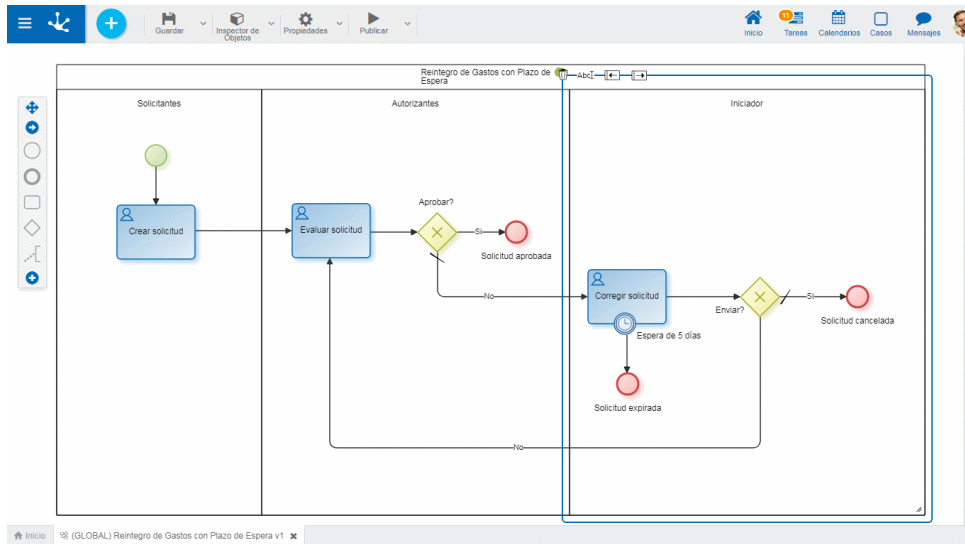 Guardar
Inspector de
Objetos
Propiedades
Publicar
Inicio
11
Tareas
Calendarios
Casos
Mensajes
Reintegro de Gastos con Plazo de
Espera
Abc
Solicitantes
Autorizantes
Iniciador
Crear solicitud
Evaluar solicitud
Aprobar?
Si
Solicitud aprobada
No
Corregir solicitud
Espera de 5 días
Enviar?
Si
Solicitud cancelada
Solicitud expirada
No
Inicio
(GLOBAL) Reintegro de Gastos con Plazo de Espera v1